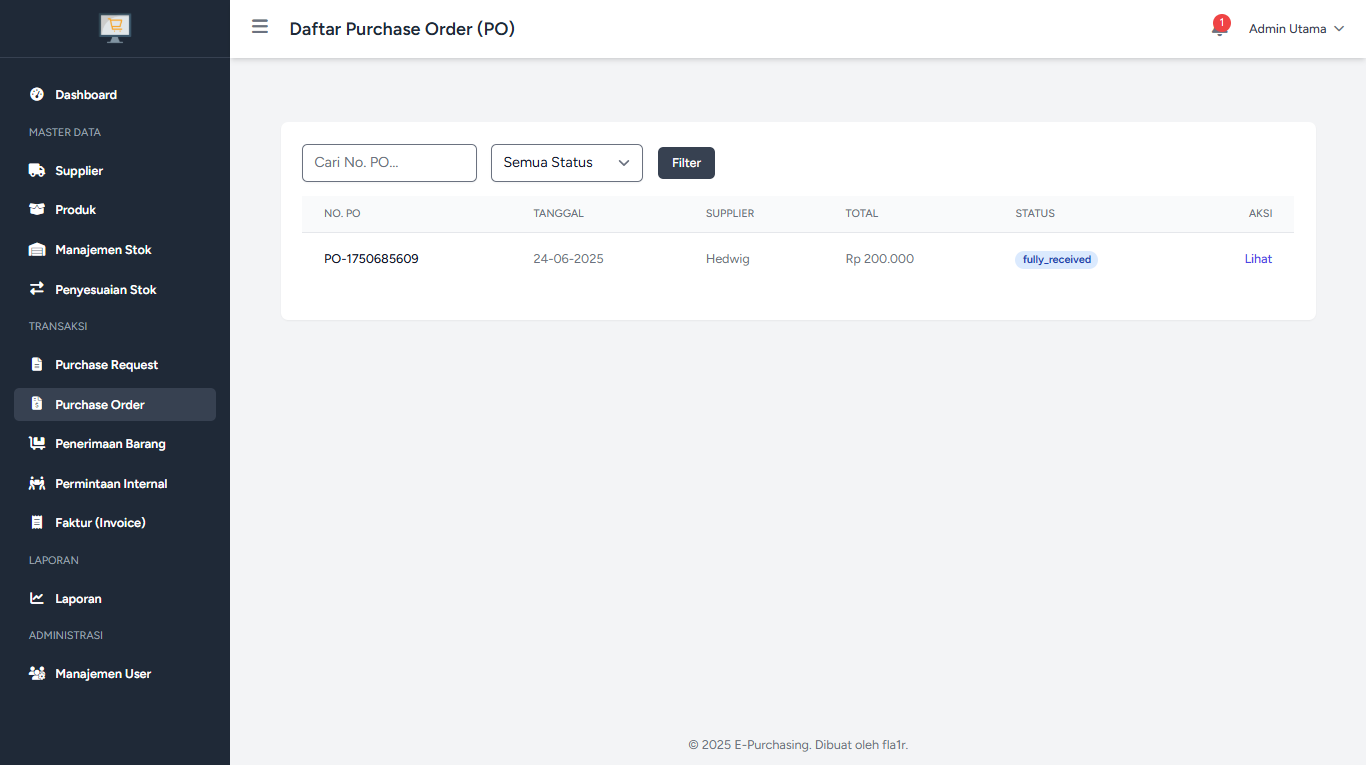 Daftar Purchase Order (PO)
1
Admin Utama
Dashboard
MASTER DATA
Supplier
Produk
Manajemen Stok
Penyesuaian Stok
TRANSAKSI
Purchase Request
Purchase Order
Penerimaan Barang
Permintaan Internal
Faktur (Invoice)
LAPORAN
Laporan
ADMINISTRASI
Manajemen User
Cari No. PO... Semua Status Filter
NO. PO TANGGAL SUPPLIER TOTAL STATUS AKSI
PO-1750685609 24-06-2025 Hedwig Rp 200.000 fully_received Lihat
© 2025 E-Purchasing. Dibuat oleh fla1r.